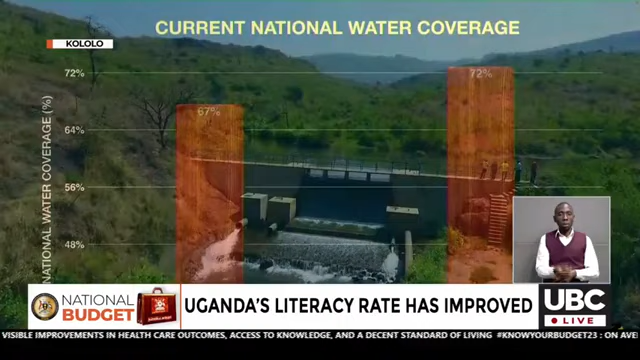 CURRENT NATIONAL WATER COVERAGE
KOLOLO
72%
72%
67%
64%
56%
48%
NATIONAL WATER COVERAGE (%)
NATIONAL
BUDGET
UGANDA'S LITERACY RATE HAS IMPROVED
UBC
LIVE
VISIBLE IMPROVEMENTS IN HEALTH CARE OUTCOMES, ACCESS TO KNOWLEDGE, AND A DECENT STANDARD OF LIVING #KNOWYOURBUDGET23 : ON AVE